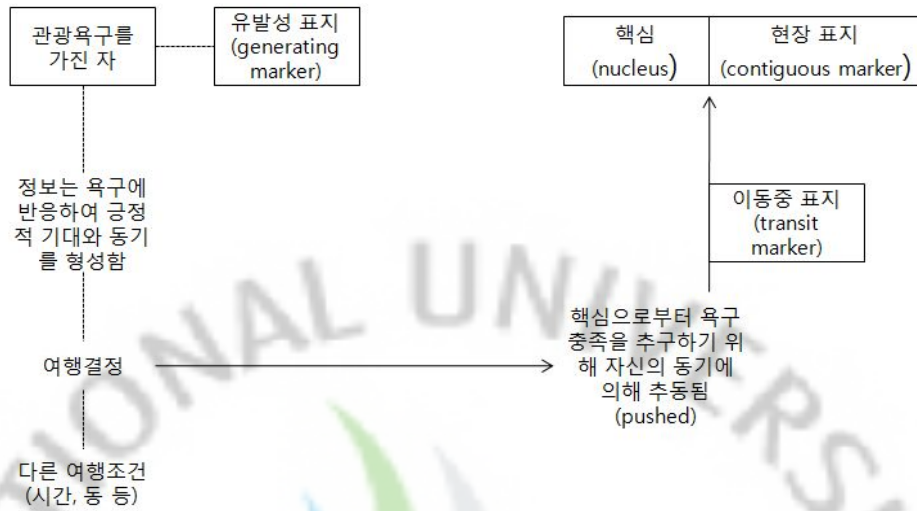 관광욕구를
가진 자
유발성 표지
(generating
marker)
핵심
(nucleus)
현장 표지
(contiguous marker)
정보는 욕구에
반응하여 긍정
적 기대와 동기
를 형성함
이동중 표지
(transit
marker)
여행결정
핵심으로부터 욕구
충족을 추구하기 위
해 자신의 동기에
의해 추동됨
(pushed)
다른 여행조건
(시간, 동 등)
TIONAL UNIVERS